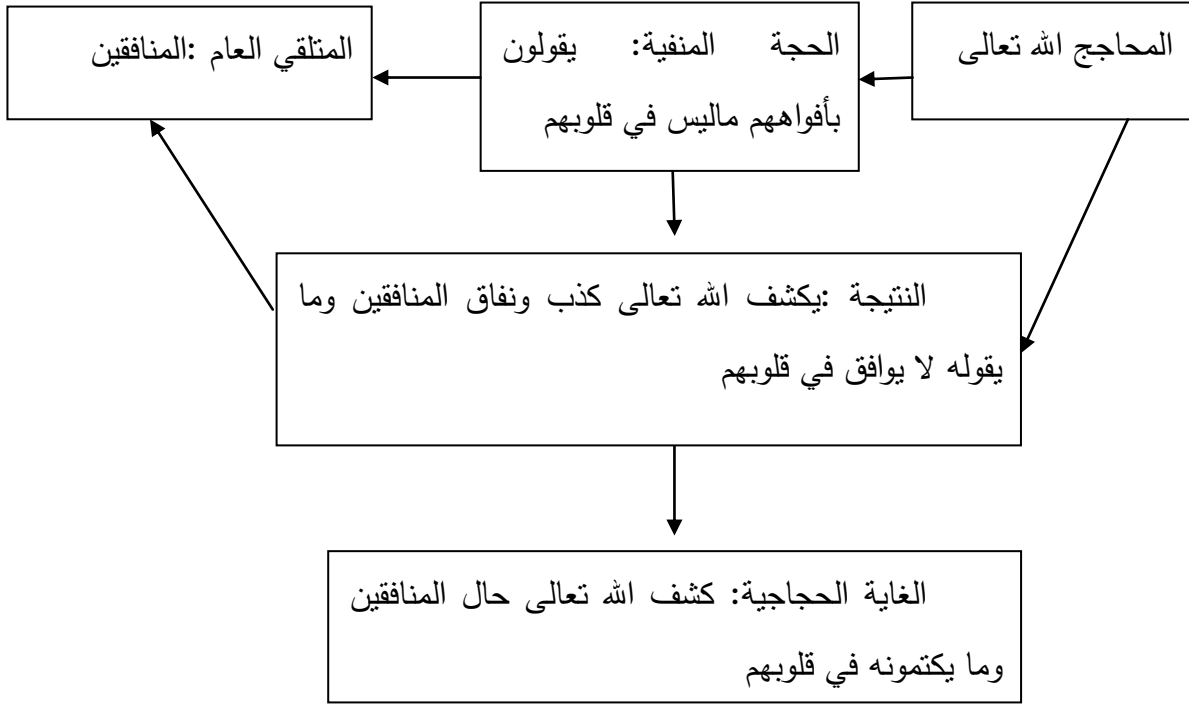 المحاجج الله تعالى
الحجة المنفية: يقولون
بأفواههم ماليس في قلوبهم
المتلقي العام :المنافقين
النتيجة :يكشف الله تعالى كذب ونفاق المنافقين وما
يقوله لا يوافق في قلوبهم
الغاية الحجاجية: كشف الله تعالى حال المنافقين
وما يكتمونه في قلوبهم